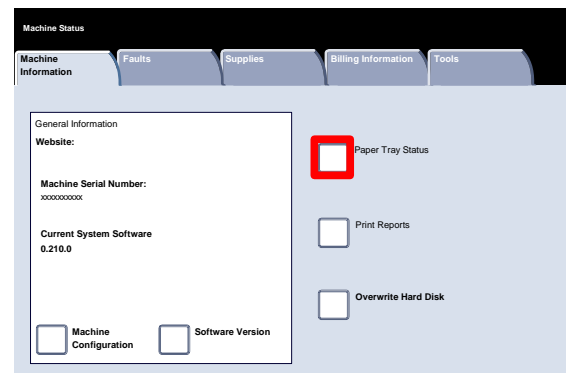 Machine Status
Machine Information
Faults
Supplies
Billing Information
Tools
General Information
Website:
Machine Serial Number:
xxxxxxxxxx
Current System Software
0.210.0
Machine
Configuration
Software Version
Paper Tray Status
Print Reports
Overwrite Hard Disk